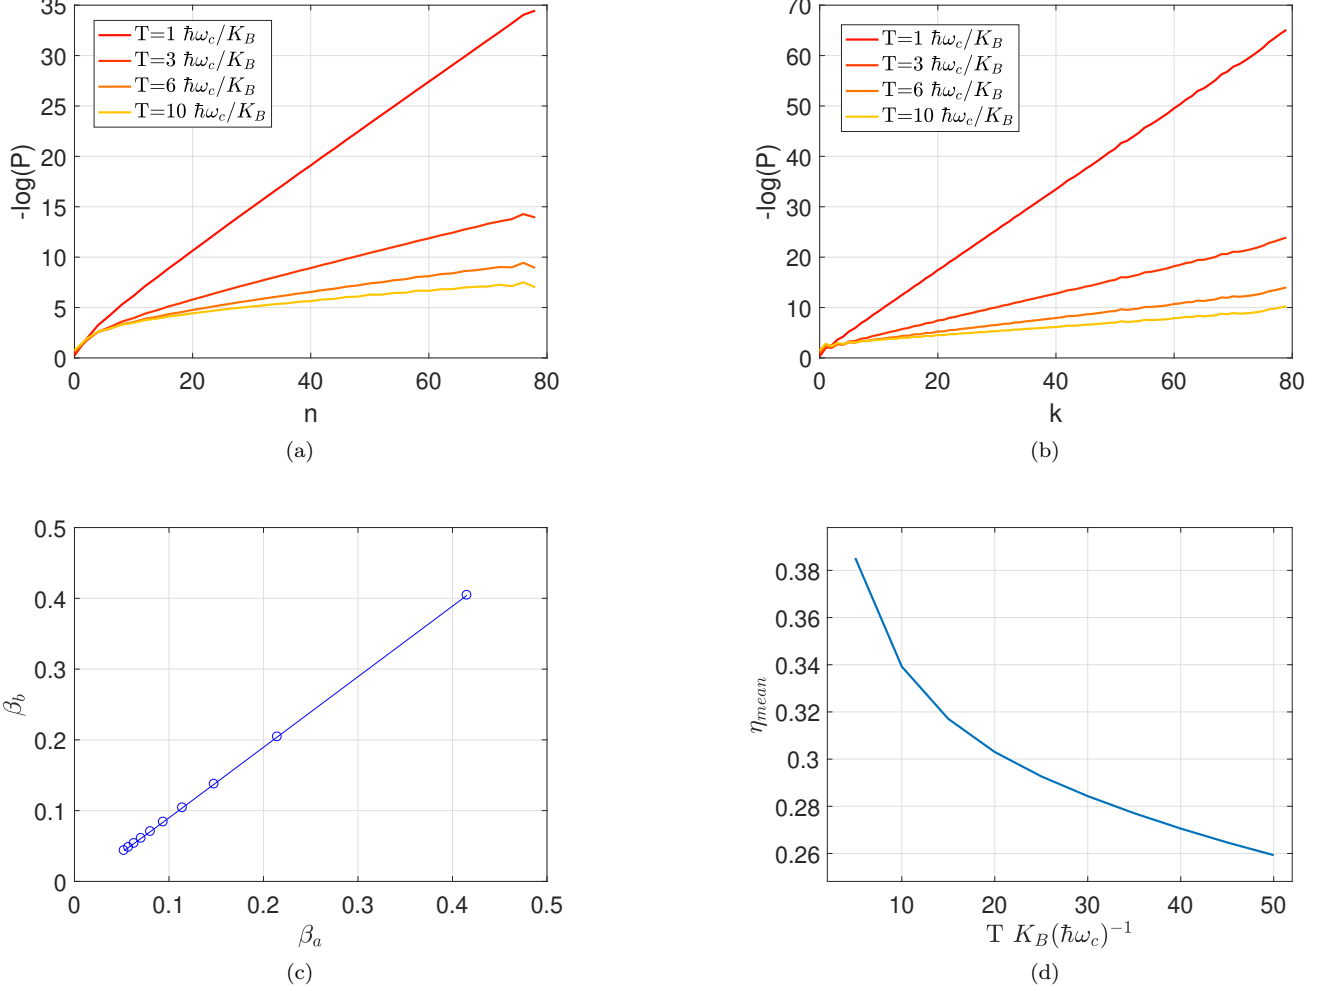 35
30
25
20
15
10
5
0
-log(P)
T=1 ℏω_c/K_B
T=3 ℏω_c/K_B
T=6 ℏω_c/K_B
T=10 ℏω_c/K_B
0 20 40 60 80
n
(a)
70
60
50
40
30
20
10
0
-log(P)
T=1 ℏω_c/K_B
T=3 ℏω_c/K_B
T=6 ℏω_c/K_B
T=10 ℏω_c/K_B
0 20 40 60 80
k
(b)
0.5
0.4
0.3
0.2
0.1
0
β_b
0 0.1 0.2 0.3 0.4 0.5
β_a
(c)
0.38
0.36
0.34
0.32
0.3
0.28
0.26
η_mean
10 20 30 40 50
T K_B(ℏω_c)⁻¹
(d)